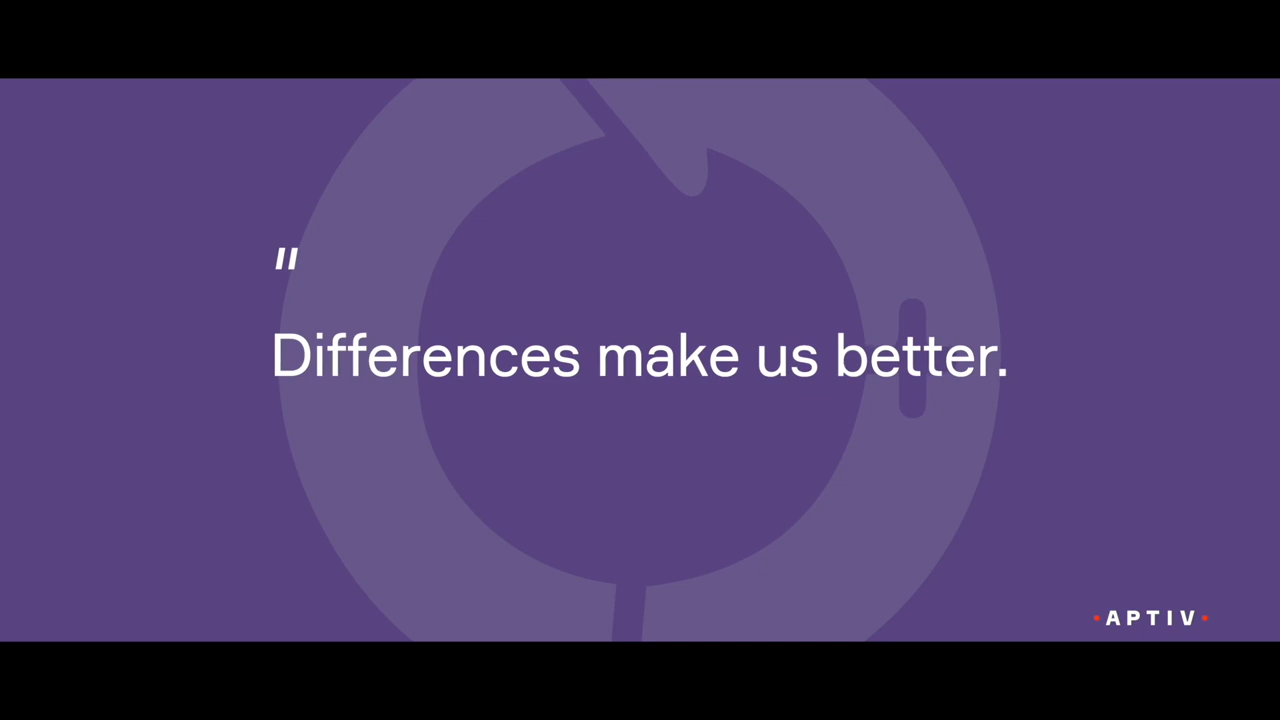 "
Differences make us better.
• APTIV •